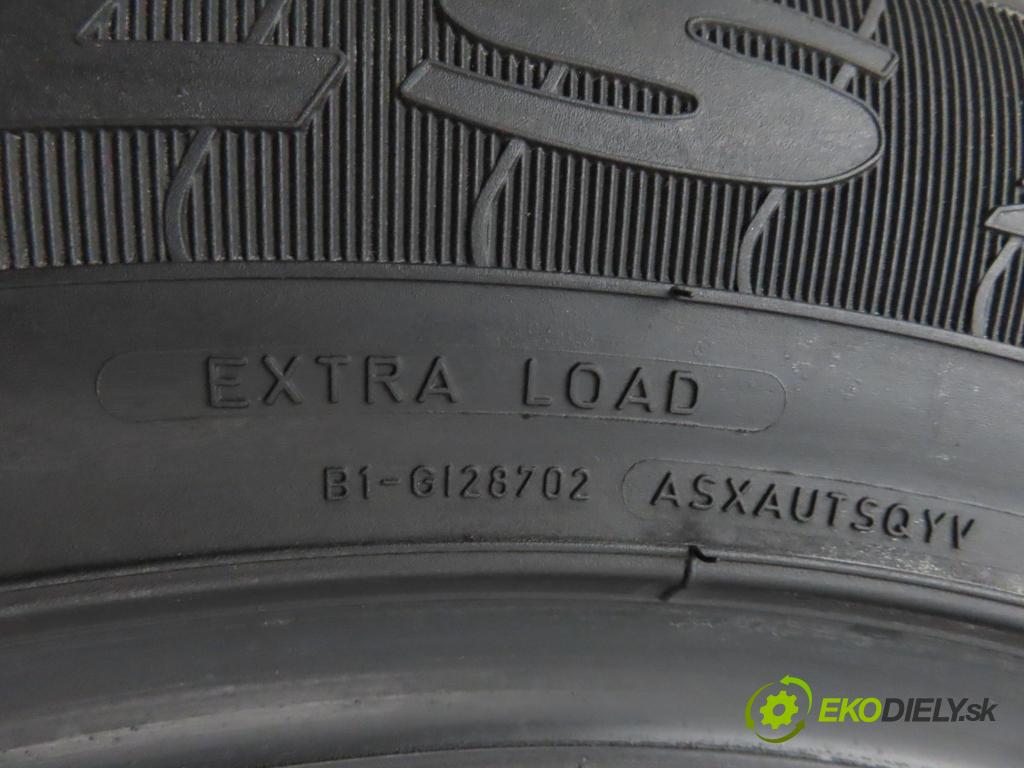 S
EXTRA LOAD
B1-G128702 ASXAUTSQYV
EKODIELY.sk